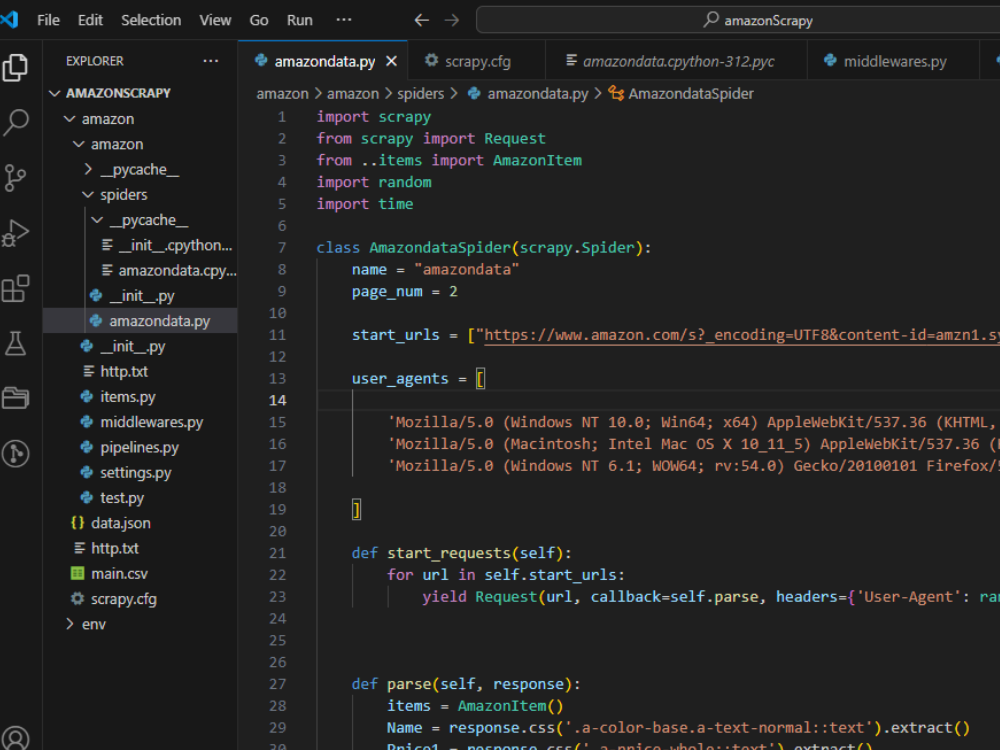 File Edit Selection View Go Run ···
amazonScrapy
EXPLORER ···
AMAZONSCRAPY
amazon
amazon
__pycache__
spiders
__pycache__
__init__.cpython...
amazondata.cpy...
__init__.py
amazondata.py
__init__.py
http.txt
items.py
middlewares.py
pipelines.py
settings.py
test.py
data.json
http.txt
main.csv
scrapy.cfg
env
amazondata.py scrapy.cfg amazondata.cpython-312.pyc middlewares.py
amazon > amazon > spiders > amazondata.py > AmazondataSpider
1 import scrapy
2 from scrapy import Request
3 from ..items import AmazonItem
4 import random
5 import time
6
7 class AmazondataSpider(scrapy.Spider):
8 name = "amazondata"
9 page_num = 2
10
11 start_urls = ["https://www.amazon.com/s?_encoding=UTF8&content-id=amzn1.sy
12
13 user_agents = [
14
15 'Mozilla/5.0 (Windows NT 10.0; Win64; x64) AppleWebKit/537.36 (KHTML,
16 'Mozilla/5.0 (Macintosh; Intel Mac OS X 10_11_5) AppleWebKit/537.36 (
17 'Mozilla/5.0 (Windows NT 6.1; WOW64; rv:54.0) Gecko/20100101 Firefox/
18
19 ]
20
21 def start_requests(self):
22 for url in self.start_urls:
23 yield Request(url, callback=self.parse, headers={'User-Agent': ran
24
25
26
27 def parse(self, response):
28 items = AmazonItem()
29 Name = response.css('.a-color-base.a-text-normal::text').extract()
30 Price1 = response.css('.a-price-whole::text').extract()